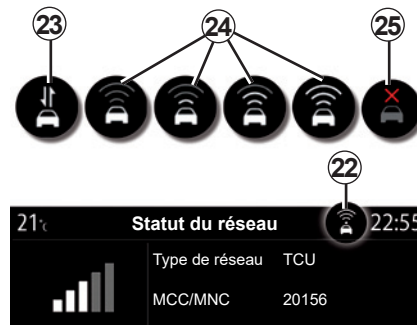 23 24 25
22
21°c Statut du réseau 22:55
Type de réseau TCU
MCC/MNC 20156